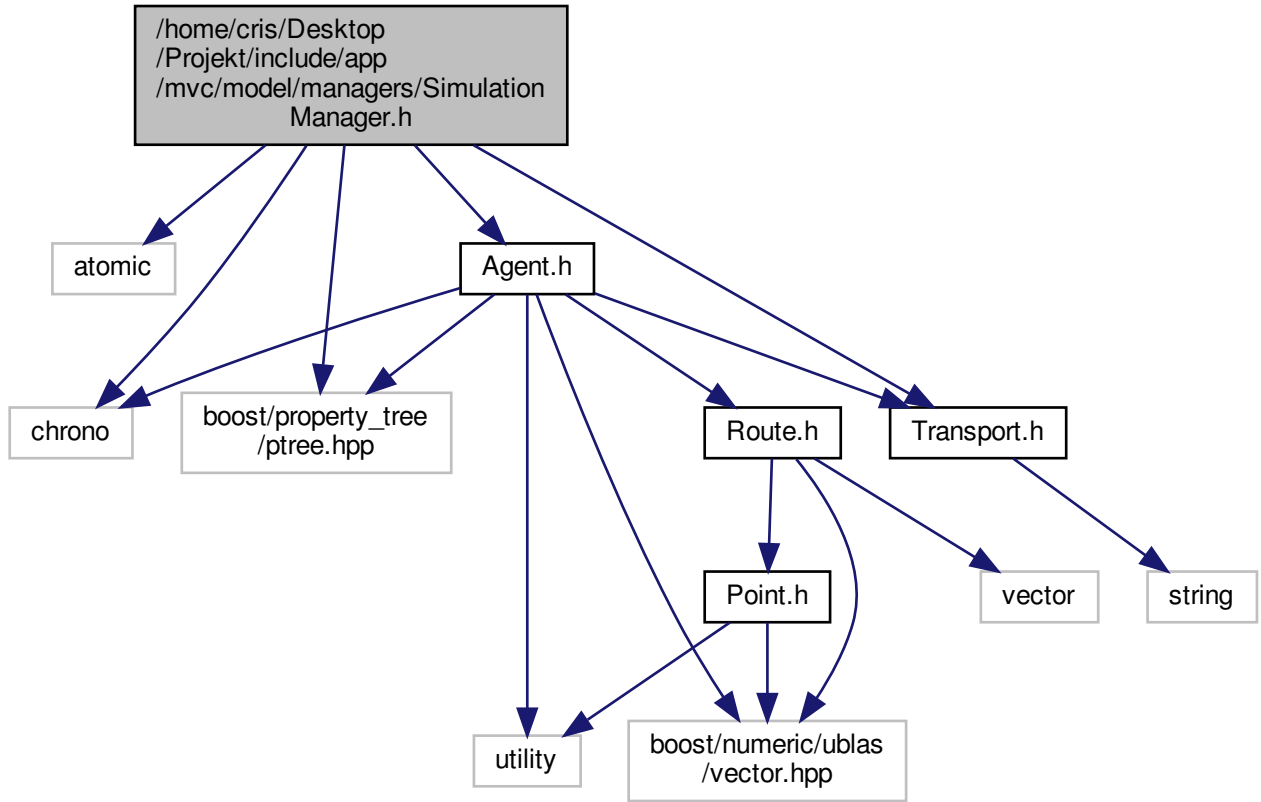 /home/cris/Desktop
/Projekt/include/app
/mvc/model/managers/Simulation
Manager.h
atomic
Agent.h
chrono
boost/property_tree
/ptree.hpp
Route.h
Transport.h
Point.h
vector
string
utility
boost/numeric/ublas
/vector.hpp